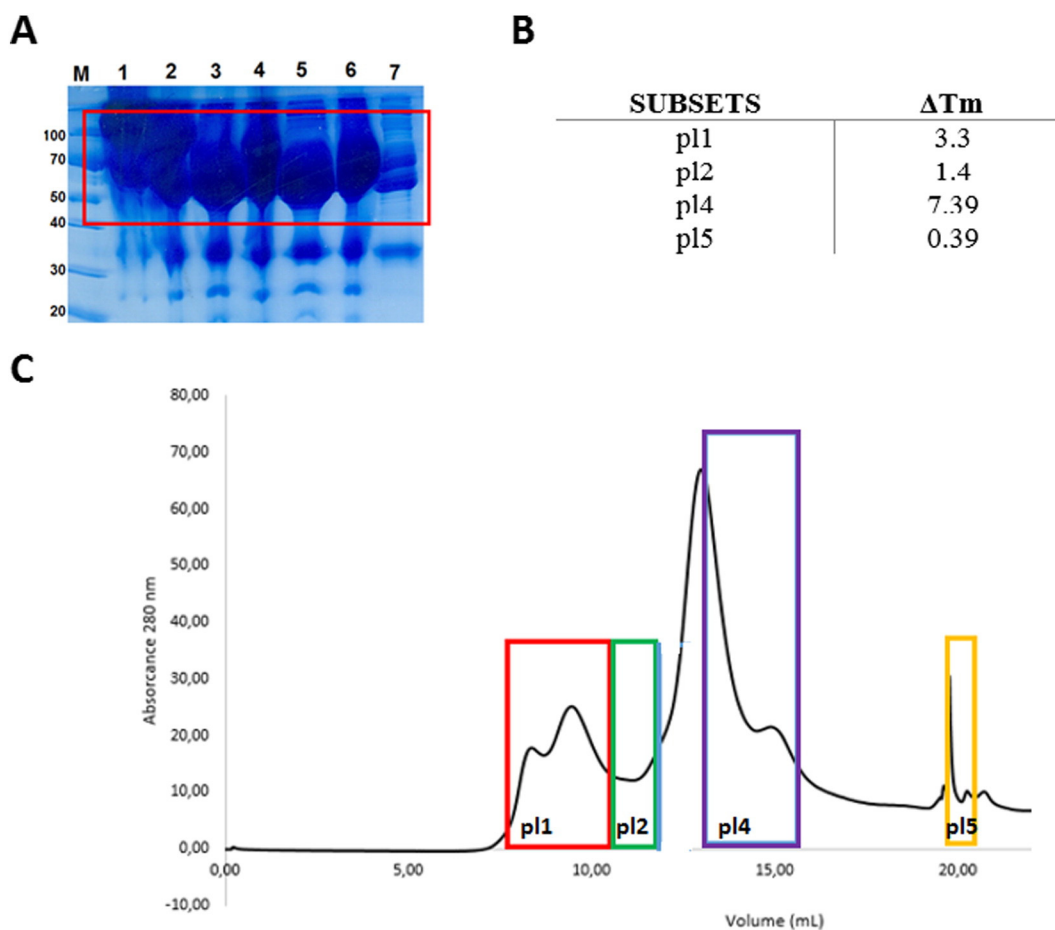 A
M 1 2 3 4 5 6 7
100
70
50
40
30
20
B
SUBSETS ΔTm
pl1 3.3
pl2 1.4
pl4 7.39
pl5 0.39
C
80,00
70,00
60,00
50,00
40,00
30,00
20,00
10,00
0,00
-10,00
Absorcance 280 nm
pl1 pl2 pl4 pl5
0,00 5,00 10,00 15,00 20,00
Volume (mL)